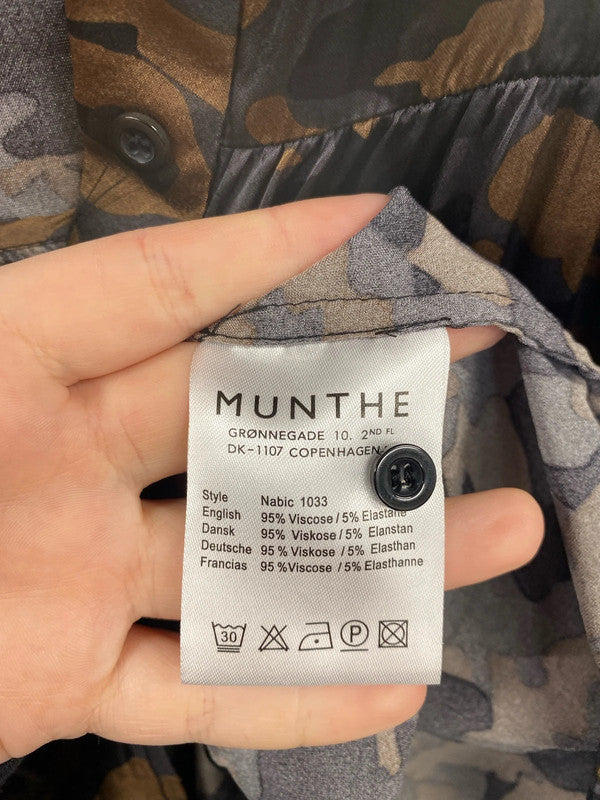 MUNTHE
GRØNNEGADE 10. 2ND FL
DK-1107 COPENHAGEN
Style Nabic 1033
English 95% Viscose / 5% Elastane
Dansk 95% Viskose / 5% Elanstan
Deutsche 95% Viskose / 5% Elasthan
Francias 95%Viscose / 5% Elasthanne
30 P